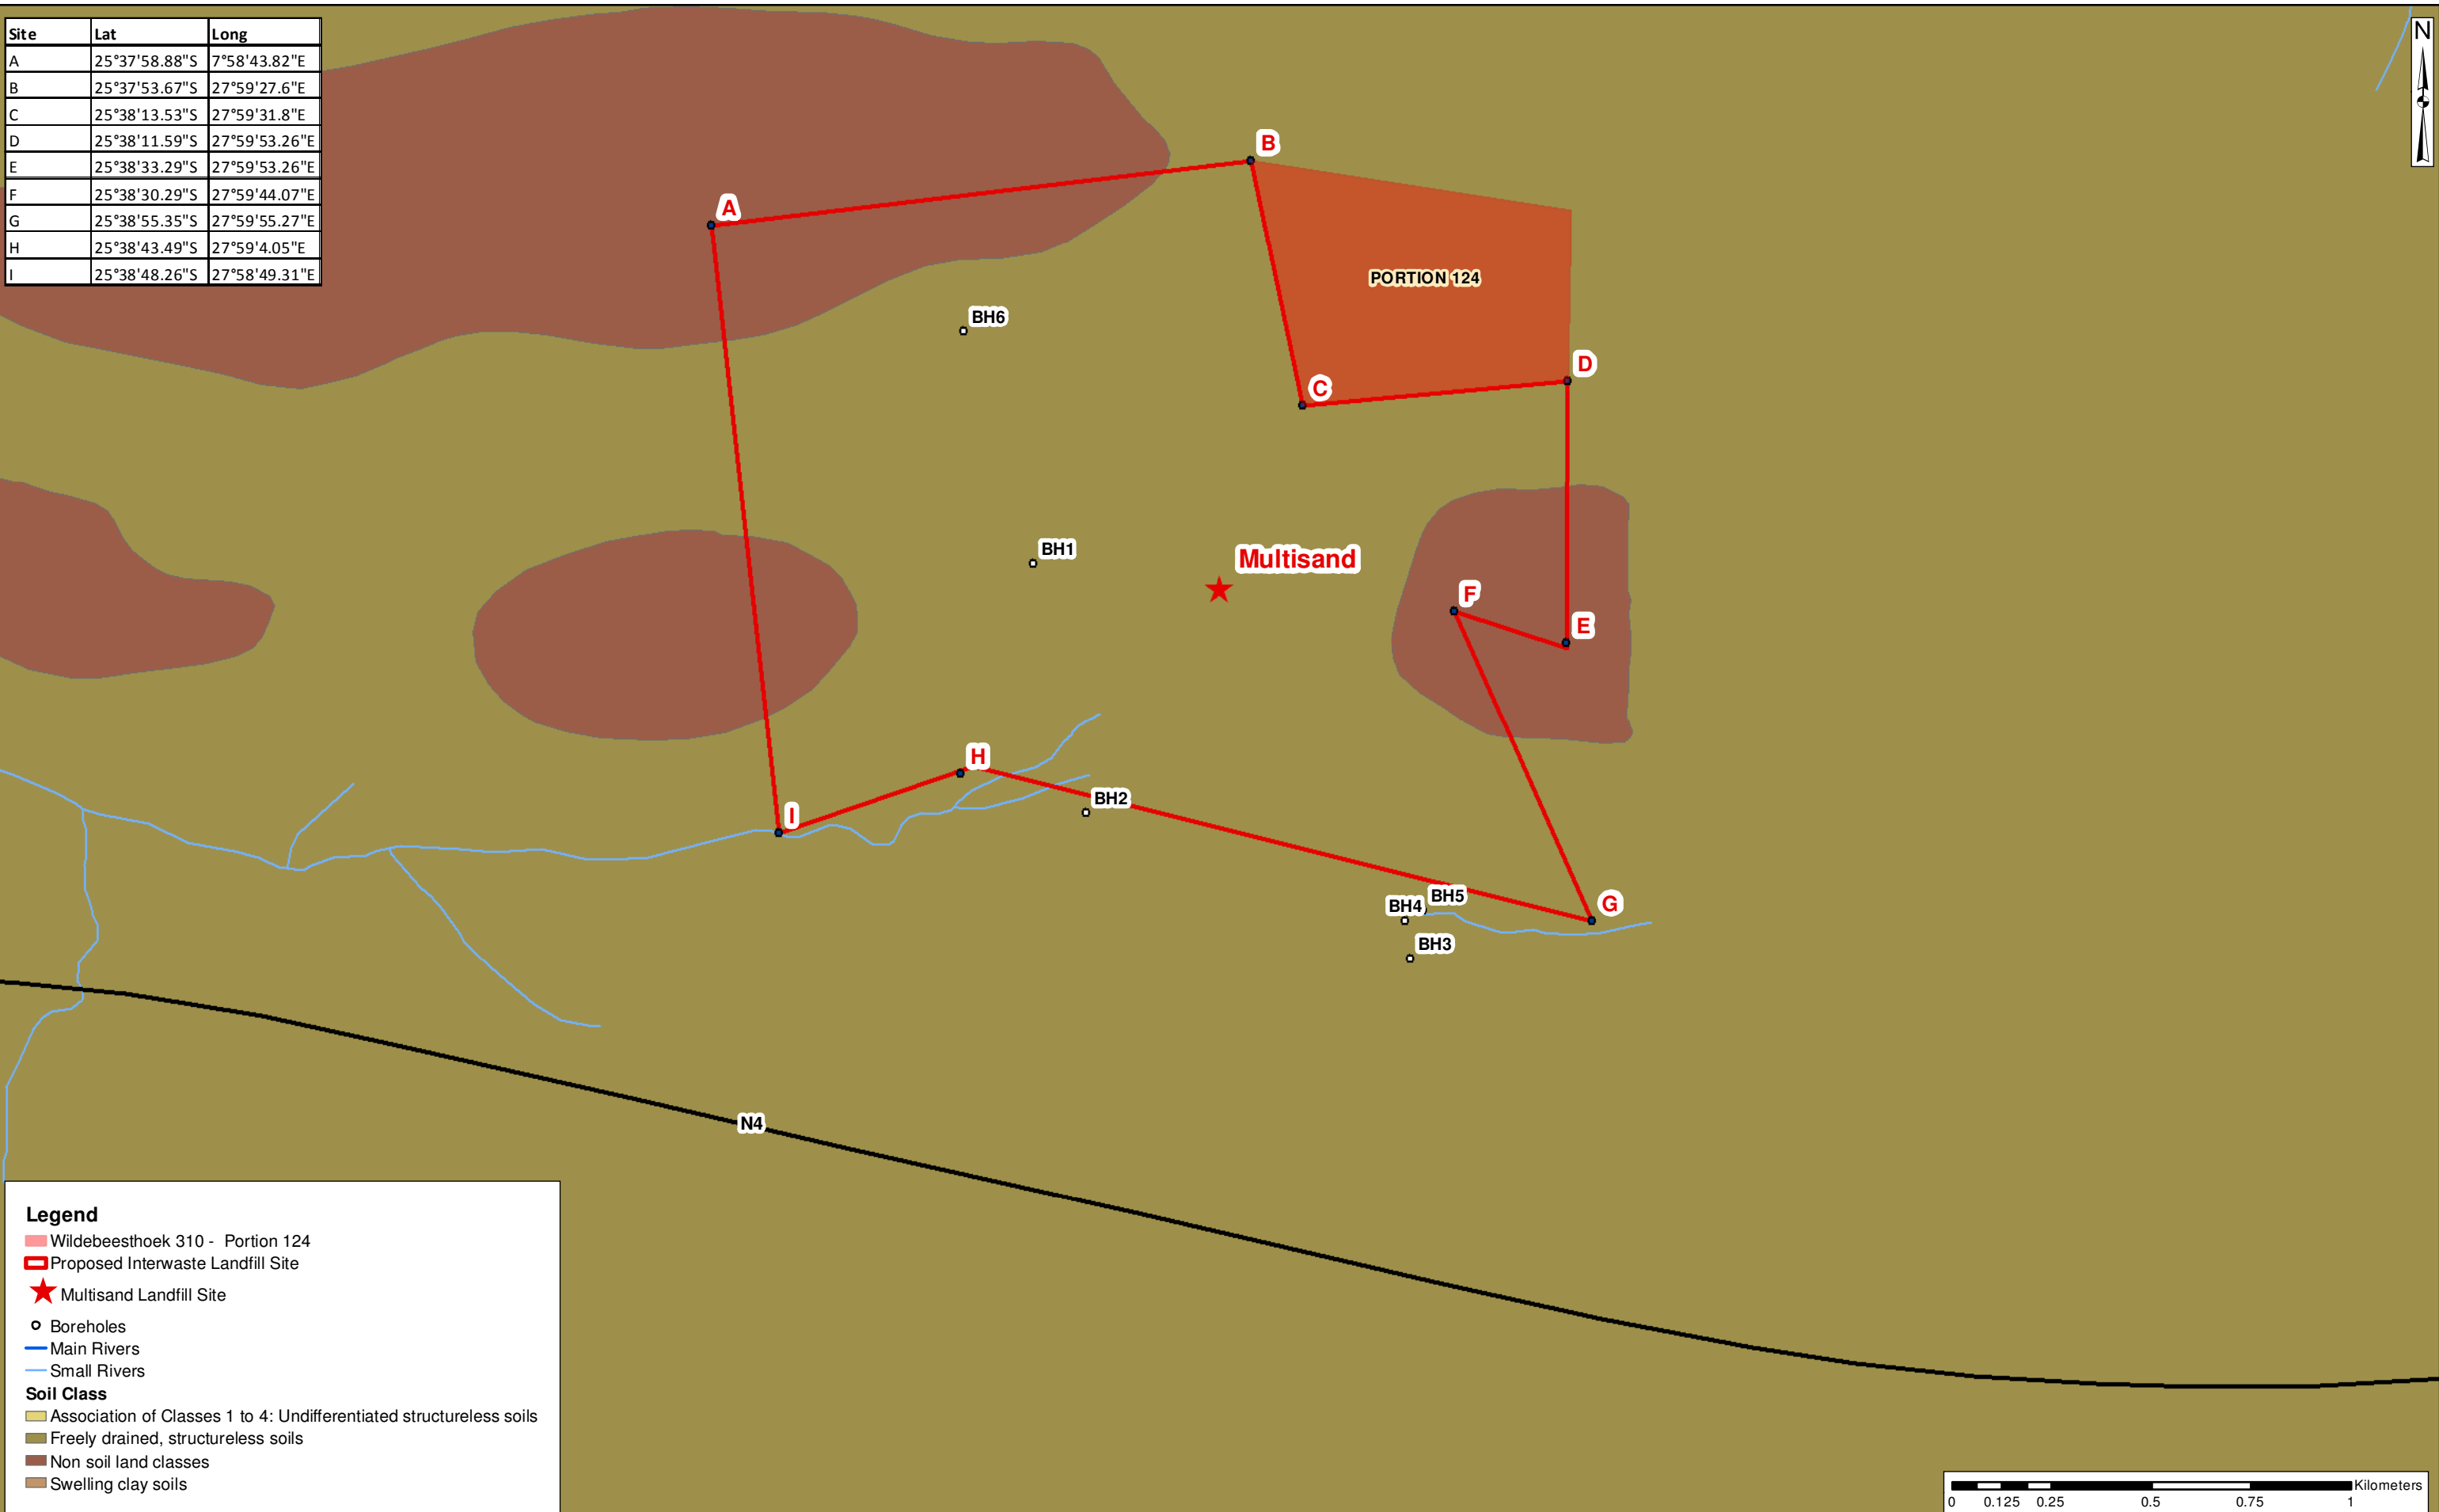 Site Lat Long
A 25°37'58.88"S 7°58'43.82"E
B 25°37'53.67"S 27°59'27.6"E
C 25°38'13.53"S 27°59'31.8"E
D 25°38'11.59"S 27°59'53.26"E
E 25°38'33.29"S 27°59'53.26"E
F 25°38'30.29"S 27°59'44.07"E
G 25°38'55.35"S 27°59'55.27"E
H 25°38'43.49"S 27°59'4.05"E
I 25°38'48.26"S 27°58'49.31"E
N
B
A
PORTION 124
BH6
D
C
BH1
Multisand
F
E
H
BH2
I
BH5
G
BH4
BH3
N4
Legend
Wildebeesthoek 310 - Portion 124
Proposed Interwaste Landfill Site
Multisand Landfill Site
Boreholes
Main Rivers
Small Rivers
Soil Class
Association of Classes 1 to 4: Undifferentiated structureless soils
Freely drained, structureless soils
Non soil land classes
Swelling clay soils
Kilometers
0 0.125 0.25 0.5 0.75 1